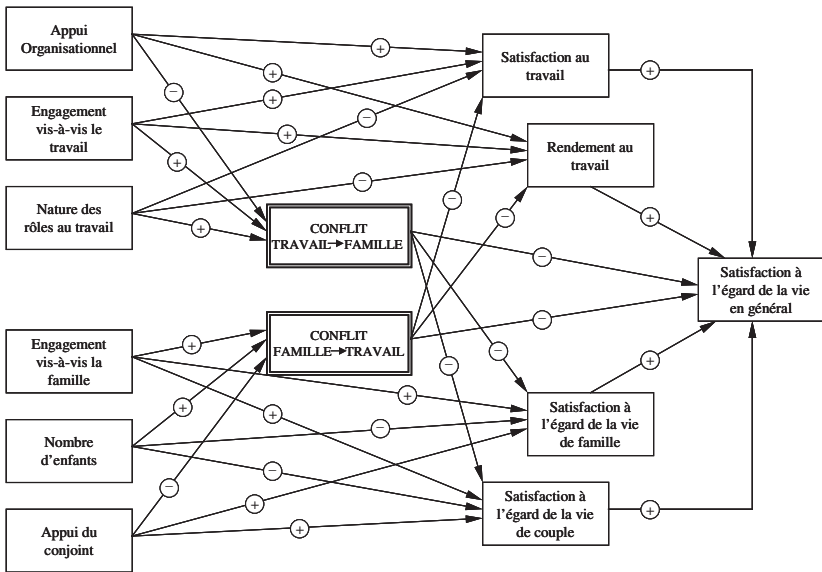 Appui
Organisationnel
Engagement
vis-à-vis le
travail
Nature des
rôles au travail
Engagement
vis-à-vis la
famille
Nombre
d'enfants
Appui du
conjoint
CONFLIT
TRAVAIL→FAMILLE
CONFLIT
FAMILLE→TRAVAIL
Satisfaction au
travail
Rendement au
travail
Satisfaction à
l'égard de la vie
de famille
Satisfaction à
l'égard de la vie
de couple
Satisfaction à
l'égard de la vie
en général